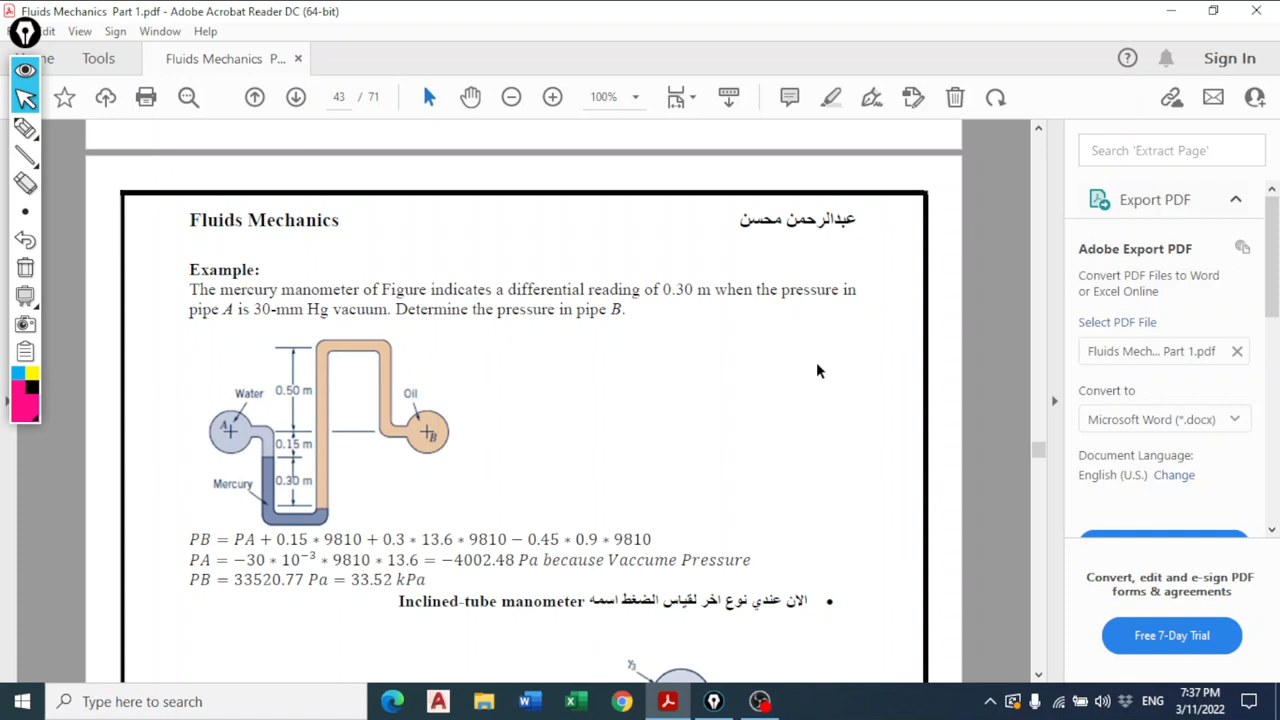 Fluids Mechanics Part 1.pdf - Adobe Acrobat Reader DC (64-bit)
View Sign Window Help
Tools
Fluids Mechanics P... ×
Sign In
43 / 71
100%
Search 'Extract Page'
Export PDF
Adobe Export PDF
Convert PDF Files to Word
or Excel Online
Select PDF File
Fluids Mech... Part 1.pdf
Convert to
Microsoft Word (*.docx)
Document Language:
English (U.S.) Change
Convert, edit and e-sign PDF
forms & agreements
Free 7-Day Trial
Fluids Mechanics عبدالرحمن محسن
Example:
The mercury manometer of Figure indicates a differential reading of 0.30 m when the pressure in
pipe A is 30-mm Hg vacuum. Determine the pressure in pipe B.
Water
0.50 m
Oil
A
B
0.15 m
Mercury
0.30 m
PB = PA + 0.15 * 9810 + 0.3 * 13.6 * 9810 − 0.45 * 0.9 * 9810
PA = −30 * 10⁻³ * 9810 * 13.6 = −4002.48 Pa because Vaccume Pressure
PB = 33520.77 Pa = 33.52 kPa
• الان عندي نوع اخر لقياس الضغط اسمه Inclined-tube manometer
γ₃
Type here to search
ENG
7:37 PM
3/11/2022